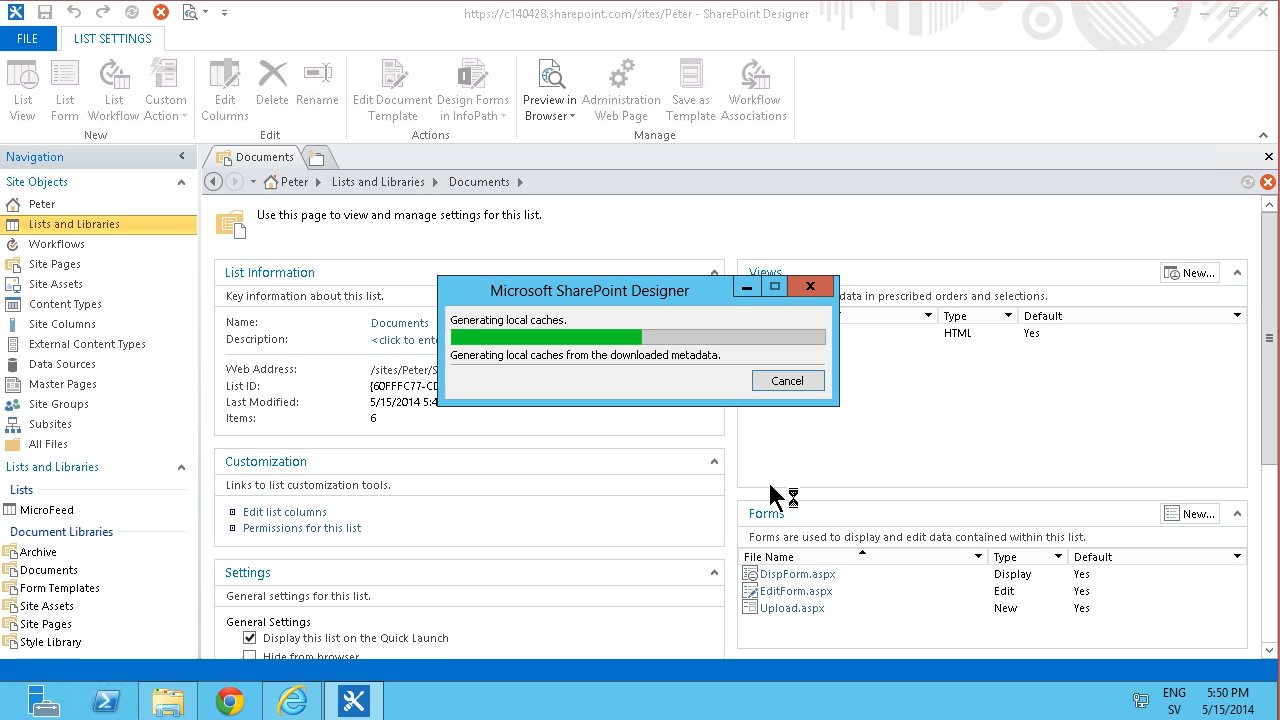 https://c140428.sharepoint.com/sites/Peter - SharePoint Designer
FILE
LIST SETTINGS
List View
List Form
List Workflow
Custom Action
New
Edit Columns
Delete
Rename
Edit
Edit Document Template
Design Forms in InfoPath
Actions
Preview in Browser
Administration Web Page
Save as Template
Workflow Associations
Manage
Navigation
Site Objects
Peter
Lists and Libraries
Workflows
Site Pages
Site Assets
Content Types
Site Columns
External Content Types
Data Sources
Master Pages
Site Groups
Subsites
All Files
Lists and Libraries
Lists
MicroFeed
Document Libraries
Archive
Documents
Form Templates
Site Assets
Site Pages
Style Library
Documents
Peter
Lists and Libraries
Documents
Use this page to view and manage settings for this list.
List Information
Key information about this list.
Name: Documents
Description: <click to ent
Web Address: /sites/Peter/S
List ID: {60FFFC77-CD
Last Modified: 5/15/2014 5:4
Items: 6
Customization
Links to list customization tools.
Edit list columns
Permissions for this list
Settings
General settings for this list.
General Settings
Display this list on the Quick Launch
Hide from browser
Microsoft SharePoint Designer
Generating local caches.
Generating local caches from the downloaded metadata.
Cancel
Views
New...
data in prescribed orders and selections.
Type Default
HTML Yes
Forms
New...
Forms are used to display and edit data contained within this list.
File Name Type Default
DispForm.aspx Display Yes
EditForm.aspx Edit Yes
Upload.aspx New Yes
ENG 5:50 PM
SV 5/15/2014